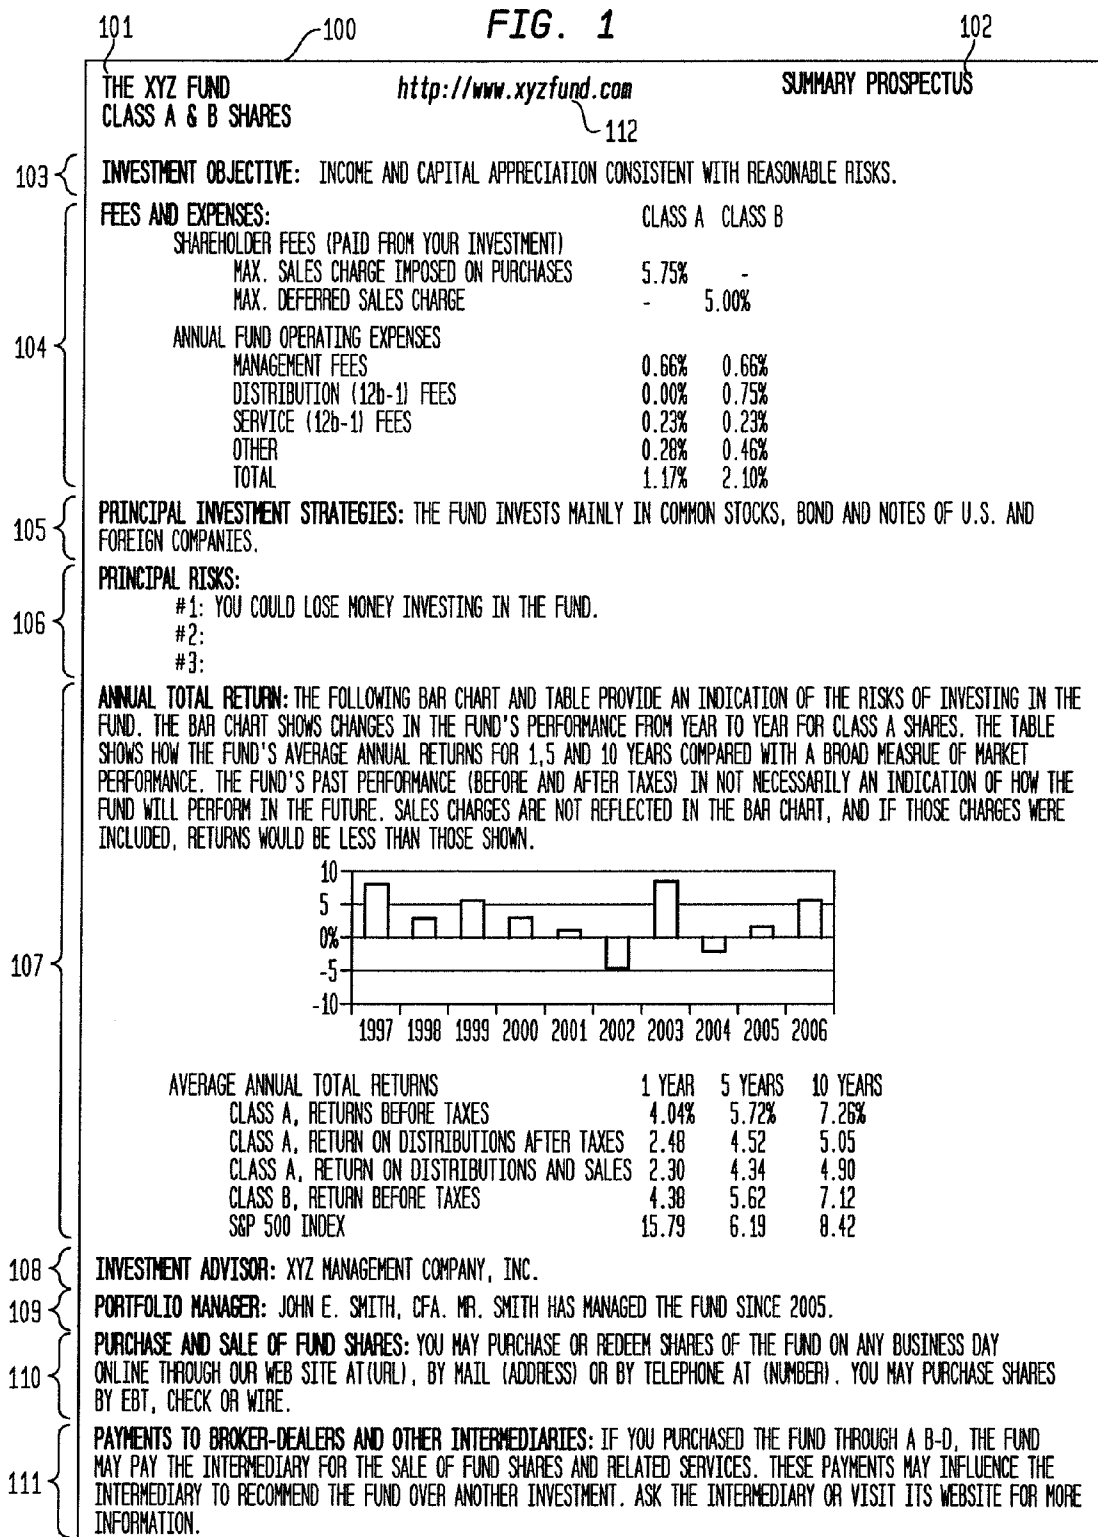 FIG. 1
101
100
102
THE XYZ FUND http://www.xyzfund.com SUMMARY PROSPECTUS
CLASS A & B SHARES
112
103 INVESTMENT OBJECTIVE: INCOME AND CAPITAL APPRECIATION CONSISTENT WITH REASONABLE RISKS.
FEES AND EXPENSES: CLASS A CLASS B
SHAREHOLDER FEES (PAID FROM YOUR INVESTMENT)
MAX. SALES CHARGE IMPOSED ON PURCHASES 5.75% -
MAX. DEFERRED SALES CHARGE - 5.00%
104
ANNUAL FUND OPERATING EXPENSES
MANAGEMENT FEES 0.66% 0.66%
DISTRIBUTION (12b-1) FEES 0.00% 0.75%
SERVICE (12b-1) FEES 0.23% 0.23%
OTHER 0.28% 0.46%
TOTAL 1.17% 2.10%
105 PRINCIPAL INVESTMENT STRATEGIES: THE FUND INVESTS MAINLY IN COMMON STOCKS, BOND AND NOTES OF U.S. AND
FOREIGN COMPANIES.
PRINCIPAL RISKS:
#1: YOU COULD LOSE MONEY INVESTING IN THE FUND.
106
#2:
#3:
ANNUAL TOTAL RETURN: THE FOLLOWING BAR CHART AND TABLE PROVIDE AN INDICATION OF THE RISKS OF INVESTING IN THE
FUND. THE BAR CHART SHOWS CHANGES IN THE FUND'S PERFORMANCE FROM YEAR TO YEAR FOR CLASS A SHARES. THE TABLE
SHOWS HOW THE FUND'S AVERAGE ANNUAL RETURNS FOR 1,5 AND 10 YEARS COMPARED WITH A BROAD MEASRUE OF MARKET
PERFORMANCE. THE FUND'S PAST PERFORMANCE (BEFORE AND AFTER TAXES) IN NOT NECESSARILY AN INDICATION OF HOW THE
FUND WILL PERFORM IN THE FUTURE. SALES CHARGES ARE NOT REFLECTED IN THE BAR CHART, AND IF THOSE CHARGES WERE
INCLUDED, RETURNS WOULD BE LESS THAN THOSE SHOWN.
10
5
0%
-5
-10
107
1997 1998 1999 2000 2001 2002 2003 2004 2005 2006
AVERAGE ANNUAL TOTAL RETURNS 1 YEAR 5 YEARS 10 YEARS
CLASS A, RETURNS BEFORE TAXES 4.04% 5.72% 7.26%
CLASS A, RETURN ON DISTRIBUTIONS AFTER TAXES 2.48 4.52 5.05
CLASS A, RETURN ON DISTRIBUTIONS AND SALES 2.30 4.34 4.90
CLASS B, RETURN BEFORE TAXES 4.38 5.62 7.12
S&P 500 INDEX 15.79 6.19 8.42
108 INVESTMENT ADVISOR: XYZ MANAGEMENT COMPANY, INC.
109 PORTFOLIO MANAGER: JOHN E. SMITH, CFA. MR. SMITH HAS MANAGED THE FUND SINCE 2005.
PURCHASE AND SALE OF FUND SHARES: YOU MAY PURCHASE OR REDEEM SHARES OF THE FUND ON ANY BUSINESS DAY
110 ONLINE THROUGH OUR WEB SITE AT(URL), BY MAIL (ADDRESS) OR BY TELEPHONE AT (NUMBER). YOU MAY PURCHASE SHARES
BY EBT, CHECK OR WIRE.
PAYMENTS TO BROKER-DEALERS AND OTHER INTERMEDIARIES: IF YOU PURCHASED THE FUND THROUGH A B-D, THE FUND
MAY PAY THE INTERMEDIARY FOR THE SALE OF FUND SHARES AND RELATED SERVICES. THESE PAYMENTS MAY INFLUENCE THE
111 INTERMEDIARY TO RECOMMEND THE FUND OVER ANOTHER INVESTMENT. ASK THE INTERMEDIARY OR VISIT ITS WEBSITE FOR MORE
INFORMATION.